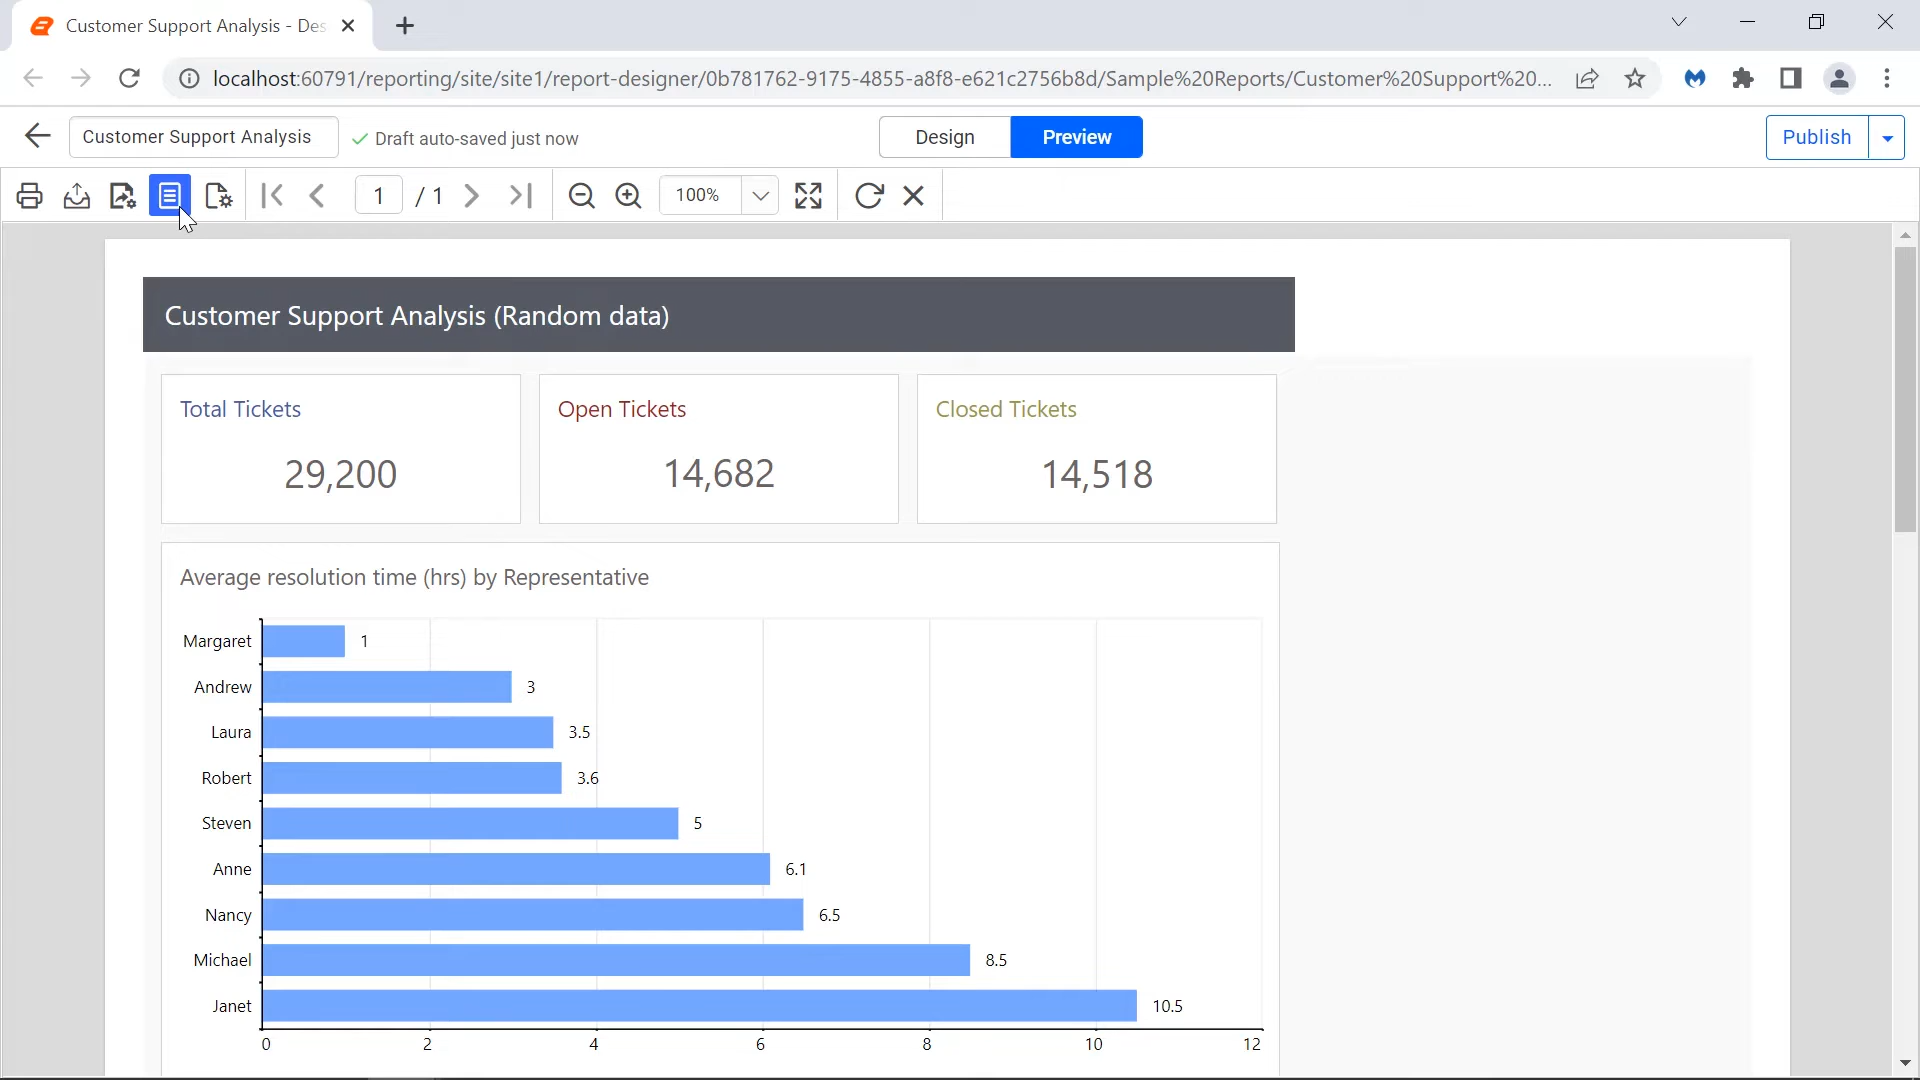 Customer Support Analysis - Des
localhost:60791/reporting/site/site1/report-designer/0b781762-9175-4855-a8f8-e621c2756b8d/Sample%20Reports/Customer%20Support%20...
Customer Support Analysis
Draft auto-saved just now
Design
Preview
Publish
1 / 1
100%
Customer Support Analysis (Random data)
Total Tickets
29,200
Open Tickets
14,682
Closed Tickets
14,518
Average resolution time (hrs) by Representative
Margaret 1
Andrew 3
Laura 3.5
Robert 3.6
Steven 5
Anne 6.1
Nancy 6.5
Michael 8.5
Janet 10.5
0 2 4 6 8 10 12